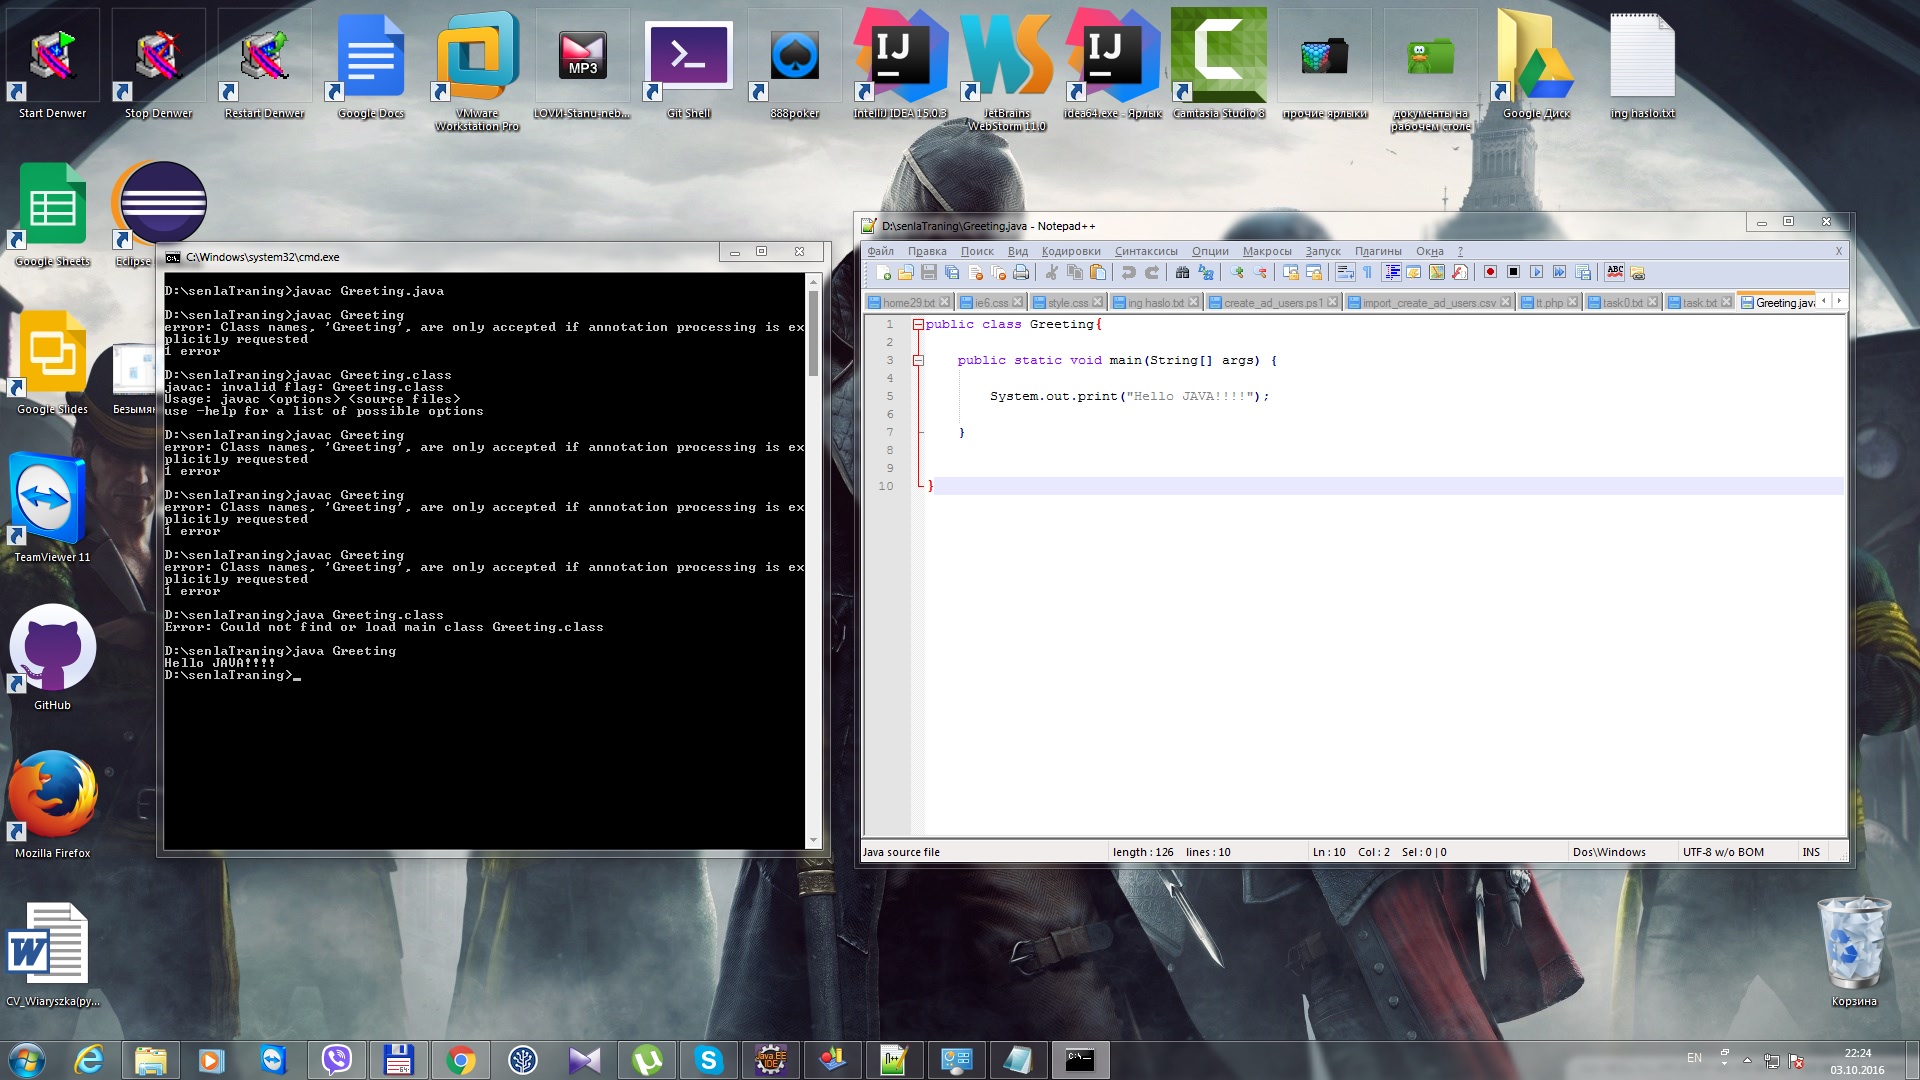 Start Denwer
Stop Denwer
Restart Denwer
Google Docs
VMware Workstation Pro
MP3
LOVИ-Stanu-neb...
Git Shell
888poker
IJ
IntelliJ IDEA 15.0.3
WS
JetBrains WebStorm 11.0
IJ
idea64.exe - Ярлык
Camtasia Studio 8
прочие ярлыки
документы на рабочем столе
Google Диск
ing haslo.txt
Google Sheets
Eclipse
Google Slides
Безымян
TeamViewer 11
GitHub
Mozilla Firefox
CV_Wiaryszka(ру...
Корзина
C:\Windows\system32\cmd.exe
D:\senlaTraning>javac Greeting.java
D:\senlaTraning>javac Greeting
error: Class names, 'Greeting', are only accepted if annotation processing is ex
plicitly requested
1 error
D:\senlaTraning>javac Greeting.class
javac: invalid flag: Greeting.class
Usage: javac <options> <source files>
use -help for a list of possible options
D:\senlaTraning>javac Greeting
error: Class names, 'Greeting', are only accepted if annotation processing is ex
plicitly requested
1 error
D:\senlaTraning>javac Greeting
error: Class names, 'Greeting', are only accepted if annotation processing is ex
plicitly requested
1 error
D:\senlaTraning>javac Greeting
error: Class names, 'Greeting', are only accepted if annotation processing is ex
plicitly requested
1 error
D:\senlaTraning>java Greeting.class
Error: Could not find or load main class Greeting.class
D:\senlaTraning>java Greeting
Hello JAVA!!!!
D:\senlaTraning>_
D:\senlaTraning\Greeting.java - Notepad++
Файл Правка Поиск Вид Кодировки Синтаксисы Опции Макросы Запуск Плагины Окна ? X
home29.txt ie6.css style.css ing haslo.txt create_ad_users.ps1 import_create_ad_users.csv tt.php task0.txt task.txt Greeting.java
1 public class Greeting{
2
3 public static void main(String[] args) {
4
5 System.out.print("Hello JAVA!!!!");
6
7 }
8
9
10 }
Java source file length : 126 lines : 10 Ln : 10 Col : 2 Sel : 0 | 0 Dos\Windows UTF-8 w/o BOM INS
EN
22:24
03.10.2016